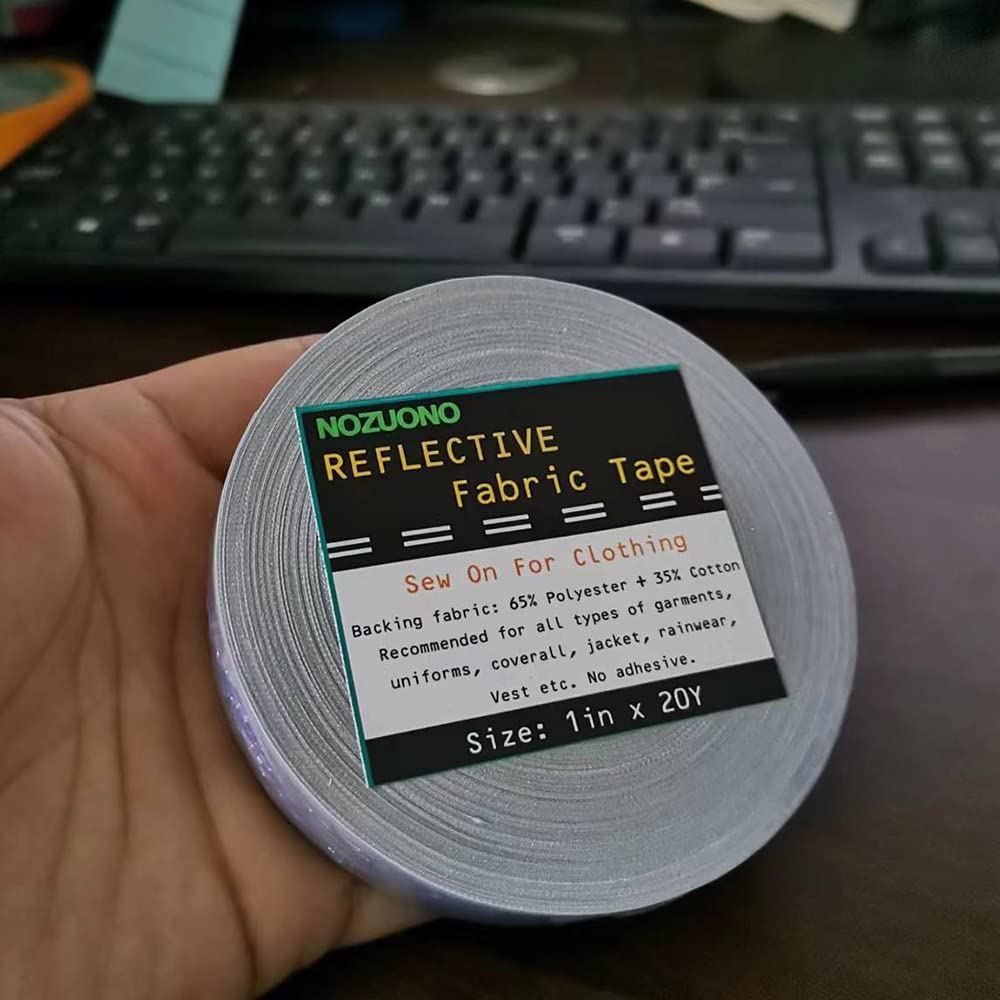 NOZUONO
REFLECTIVE
Fabric Tape
Sew On For Clothing
Backing fabric: 65% Polyester + 35% Cotton
Recommended for all types of garments,
uniforms, coverall, jacket, rainwear,
Vest etc. No adhesive.
Size: 1in x 20Y